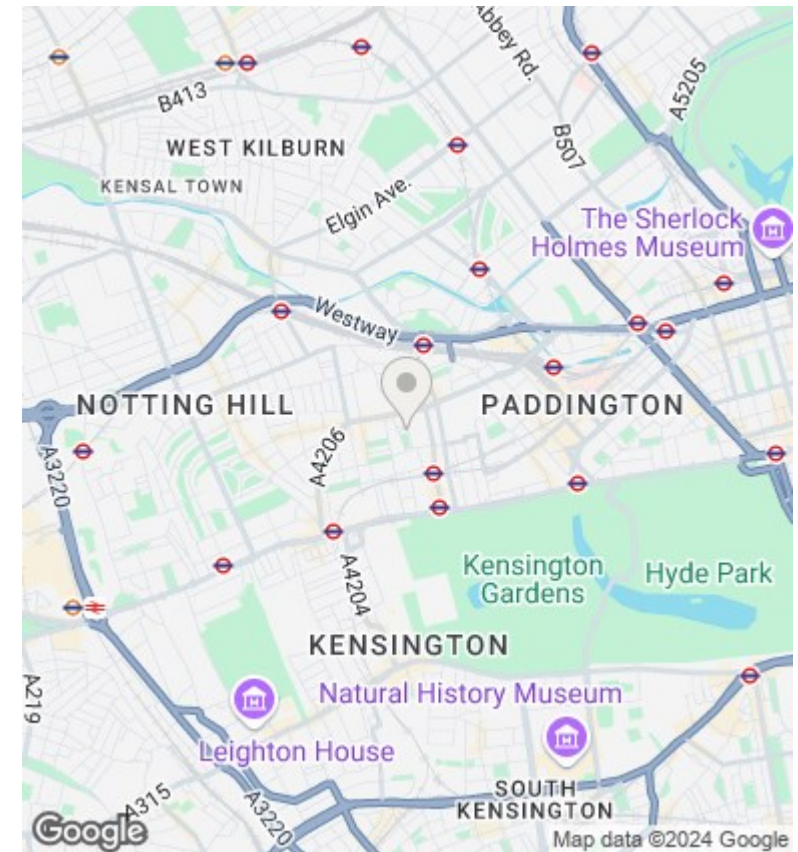 Abbey Rd.
A5205
B413
B507
WEST KILBURN
KENSAL TOWN
Elgin Ave.
The Sherlock
Holmes Museum
Westway
NOTTING HILL
PADDINGTON
A4206
A3220
Kensington
Gardens
Hyde Park
A4204
KENSINGTON
A219
Natural History Museum
Leighton House
SOUTH
KENSINGTON
A315
A3220
Google
Map data ©2024 Google